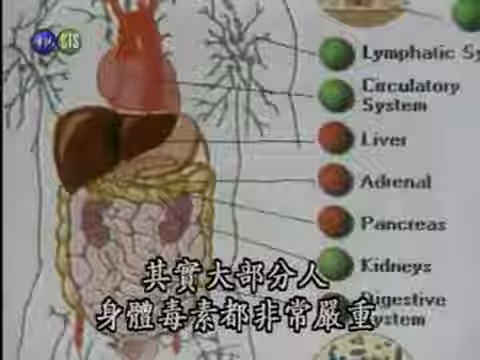 CTS
Lymphatic Sy
Circulatory
System
Liver
Adrenal
Pancreas
Kidneys
Digestive
System
其實大部分人
身體毒素都非常嚴重